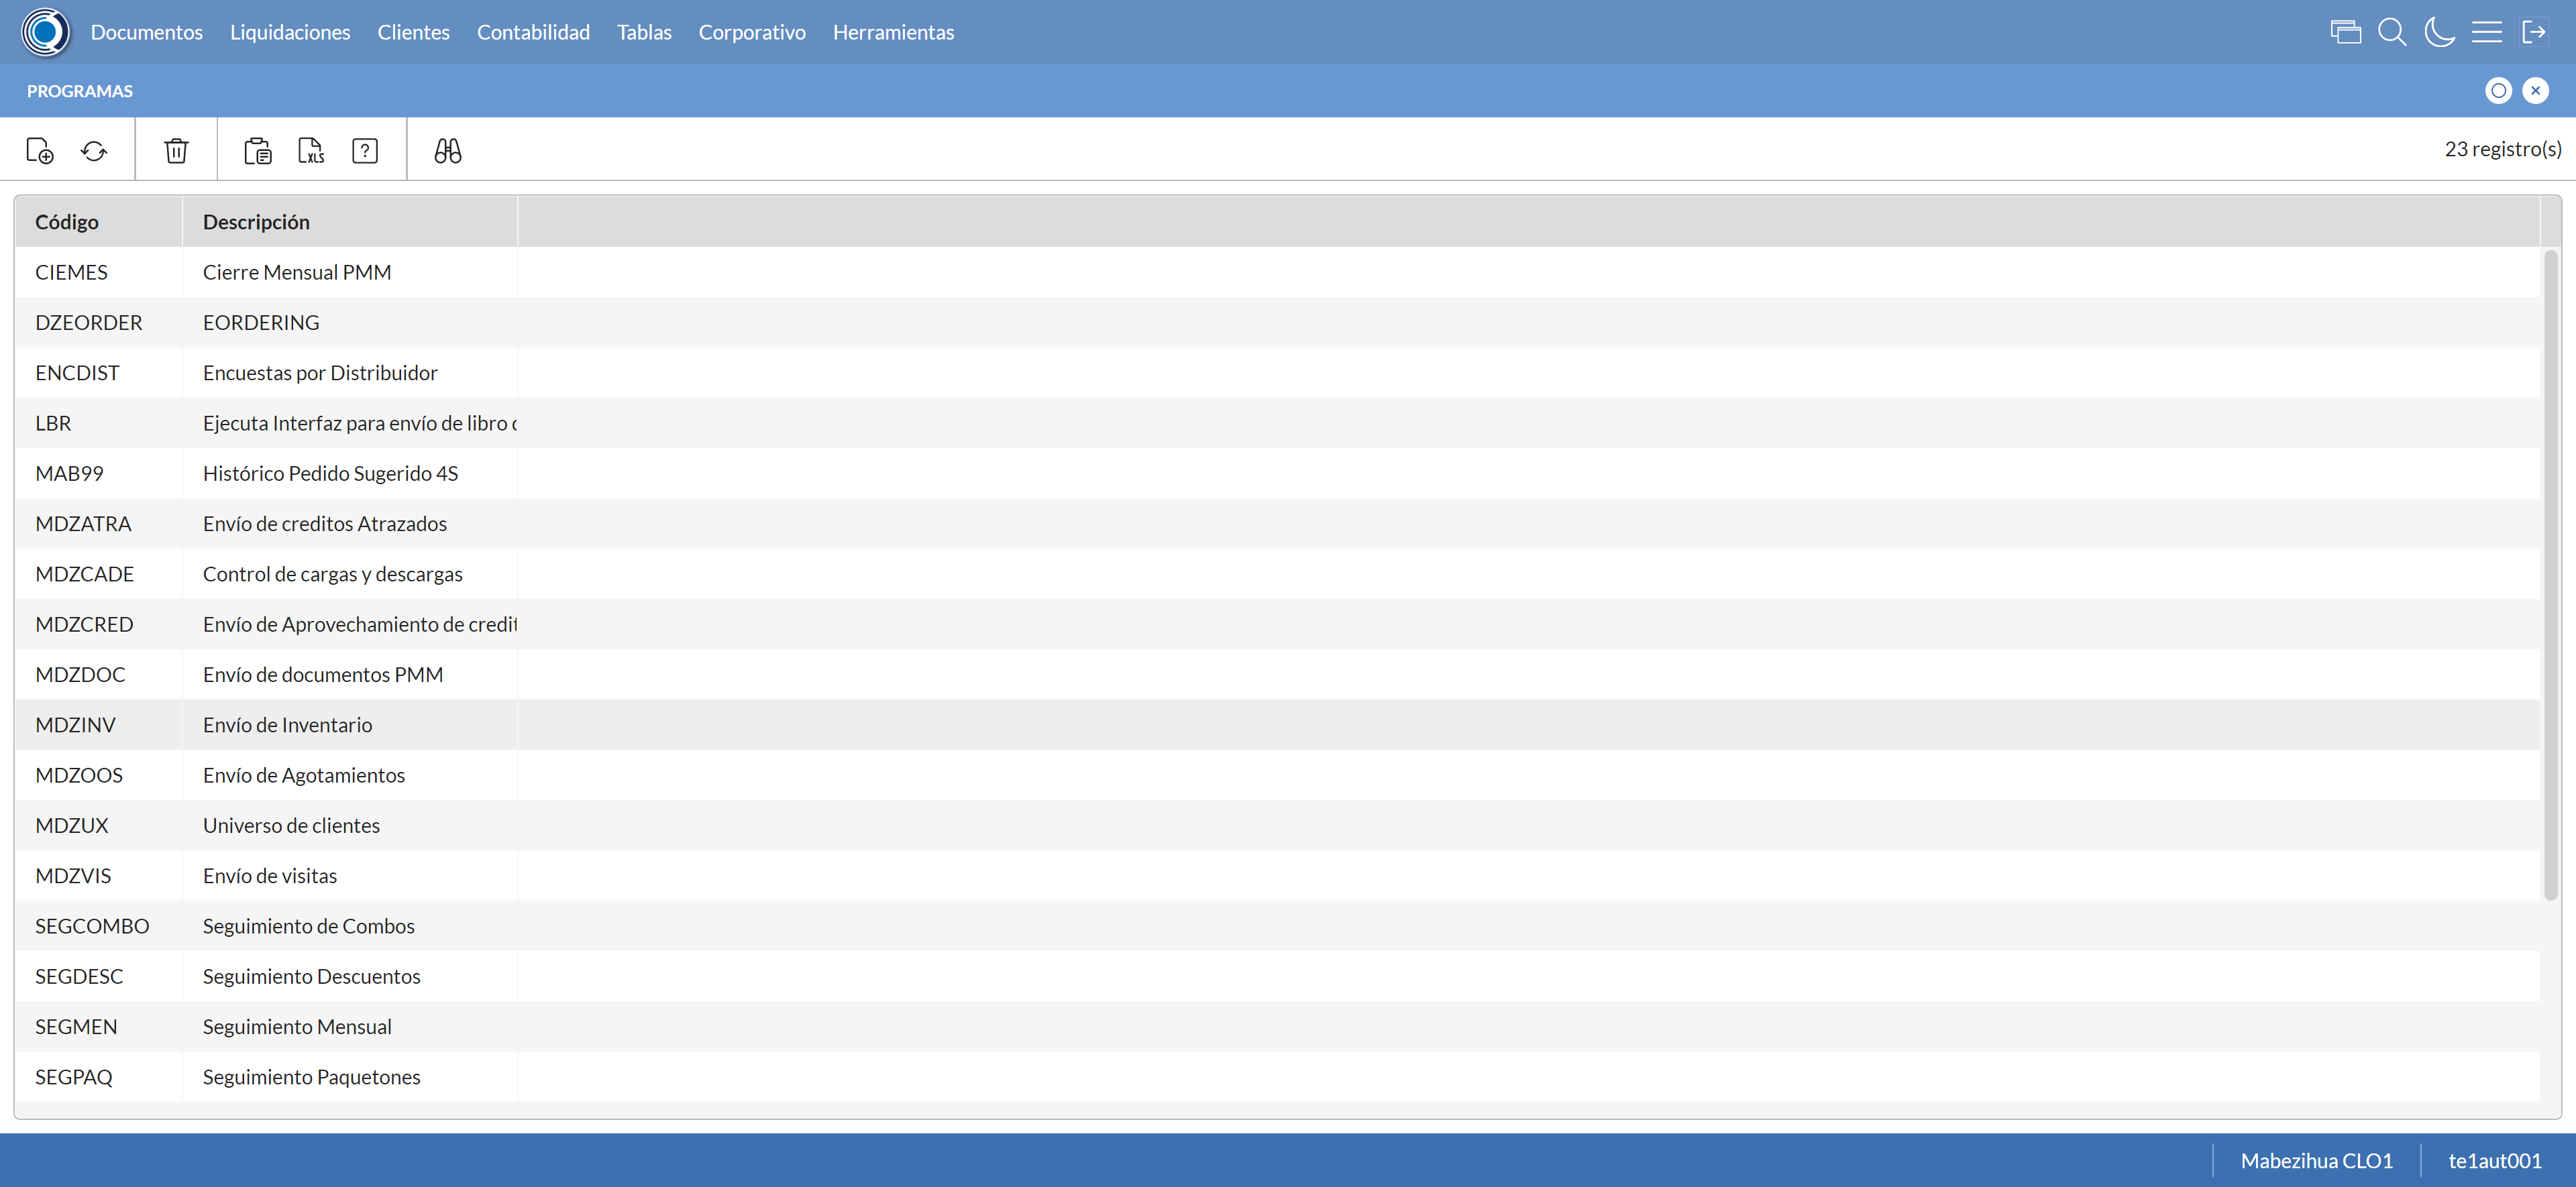 Documentos Liquidaciones Clientes Contabilidad Tablas Corporativo Herramientas
PROGRAMAS
XLS ? 23 registro(s)
Código Descripción
CIEMES Cierre Mensual PMM
DZEORDER EORDERING
ENCDIST Encuestas por Distribuidor
LBR Ejecuta Interfaz para envío de libro
MAB99 Histórico Pedido Sugerido 4S
MDZATRA Envío de creditos Atrazados
MDZCADE Control de cargas y descargas
MDZCRED Envío de Aprovechamiento de credit
MDZDOC Envío de documentos PMM
MDZINV Envío de Inventario
MDZOOS Envío de Agotamientos
MDZUX Universo de clientes
MDZVIS Envío de visitas
SEGCOMBO Seguimiento de Combos
SEGDESC Seguimiento Descuentos
SEGMEN Seguimiento Mensual
SEGPAQ Seguimiento Paquetones
Mabezihua CLO1 te1aut001